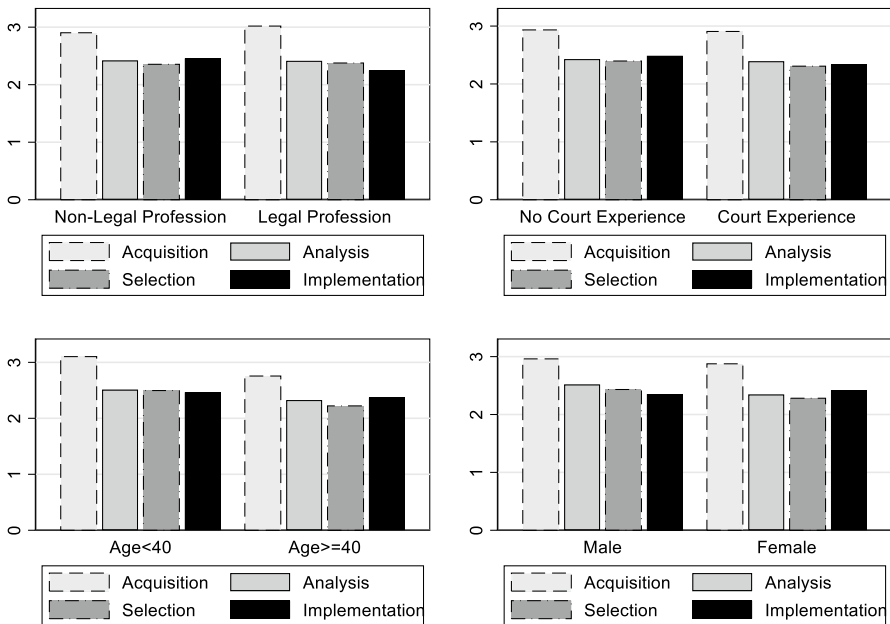 3
2
1
0
Non-Legal Profession Legal Profession
Acquisition Analysis
Selection Implementation
3
2
1
0
No Court Experience Court Experience
Acquisition Analysis
Selection Implementation
3
2
1
0
Age<40 Age>=40
Acquisition Analysis
Selection Implementation
3
2
1
0
Male Female
Acquisition Analysis
Selection Implementation